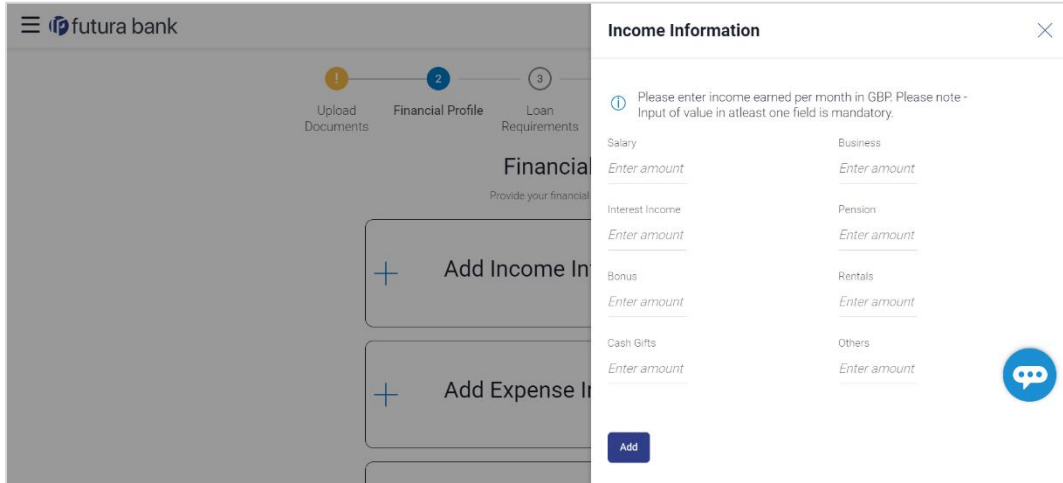 futura bank
! 2 3
Upload Documents
Financial Profile
Loan Requirements
Financial
Provide your financial
Add Income In
Add Expense I
Income Information
Please enter income earned per month in GBP. Please note -
Input of value in atleast one field is mandatory.
Salary Business
Enter amount Enter amount
Interest Income Pension
Enter amount Enter amount
Bonus Rentals
Enter amount Enter amount
Cash Gifts Others
Enter amount Enter amount
Add